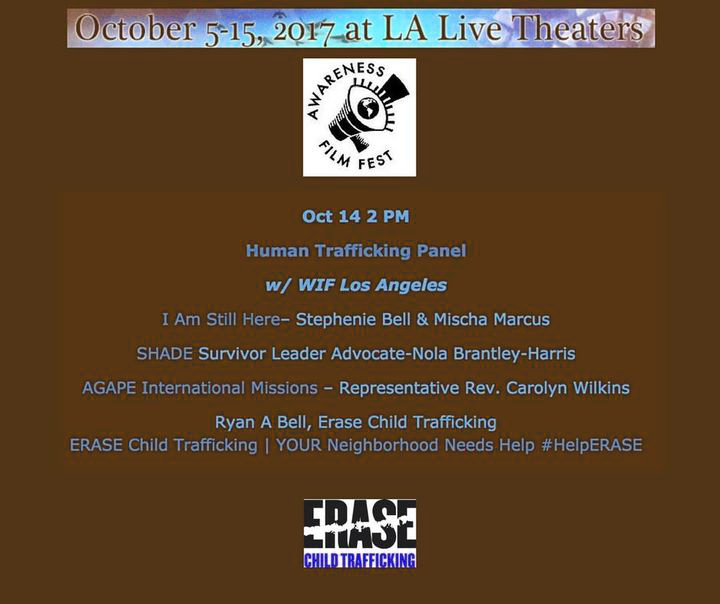 October 5-15, 2017 at LA Live Theaters
AWARENESS
FILM FEST
Oct 14 2 PM
Human Trafficking Panel
w/ WIF Los Angeles
I Am Still Here– Stephenie Bell & Mischa Marcus
SHADE Survivor Leader Advocate-Nola Brantley-Harris
AGAPE International Missions – Representative Rev. Carolyn Wilkins
Ryan A Bell, Erase Child Trafficking
ERASE Child Trafficking | YOUR Neighborhood Needs Help #HelpERASE
ERASE
CHILD TRAFFICKING